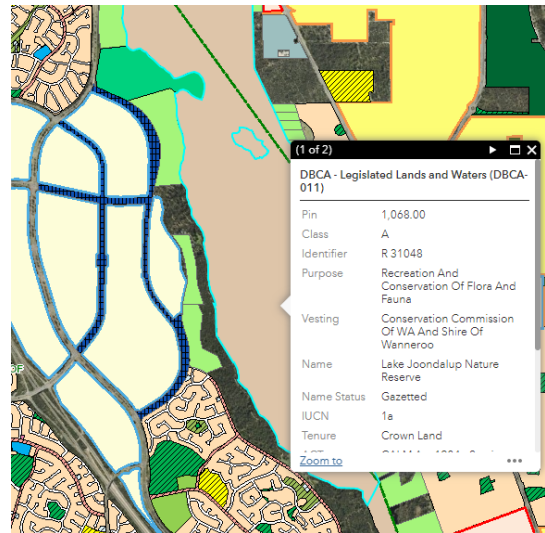 (1 of 2)
DBCA - Legislated Lands and Waters (DBCA-
011)
Pin 1,068.00
Class A
Identifier R 31048
Purpose Recreation And
Conservation Of Flora And
Fauna
Vesting Conservation Commission
Of WA And Shire Of
Wanneroo
Name Lake Joondalup Nature
Reserve
Name Status Gazetted
IUCN 1a
Tenure Crown Land
Zoom to
OF